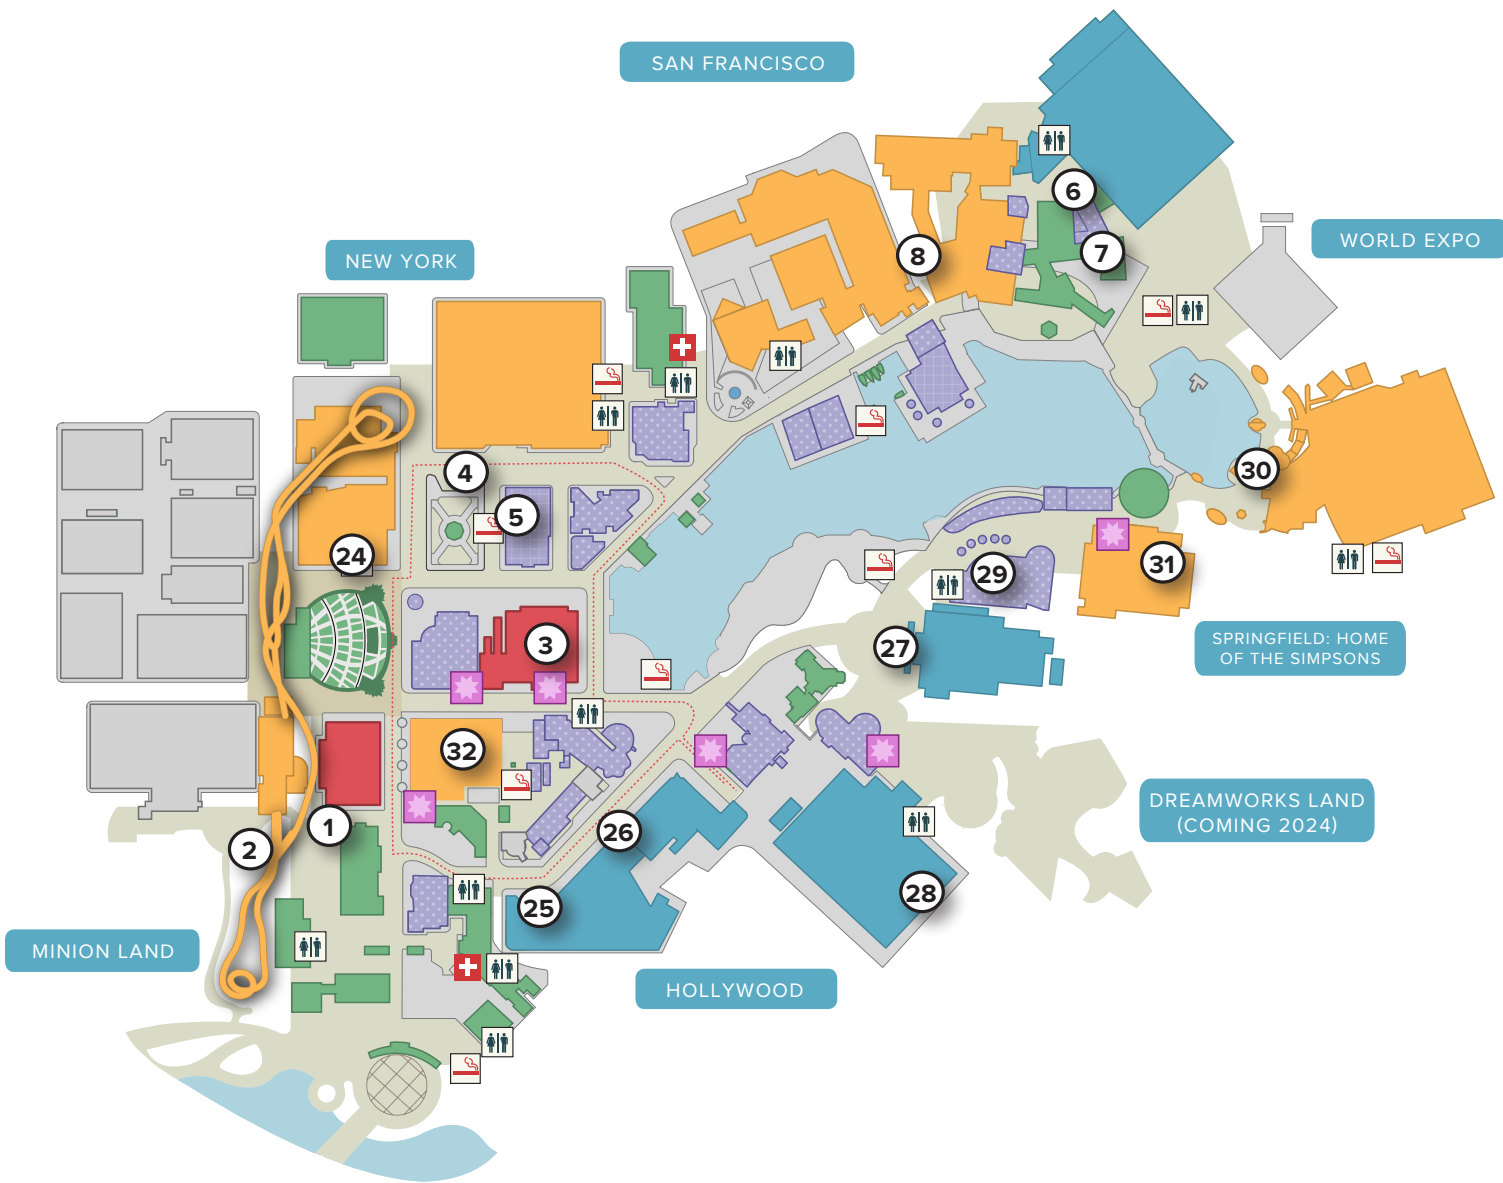 SAN FRANCISCO
6
WORLD EXPO
7
8
NEW YORK
4
30
5
24
31
29
3
27
SPRINGFIELD: HOME
OF THE SIMPSONS
32
DREAMWORKS LAND
(COMING 2024)
1
26
2
28
25
MINION LAND
HOLLYWOOD